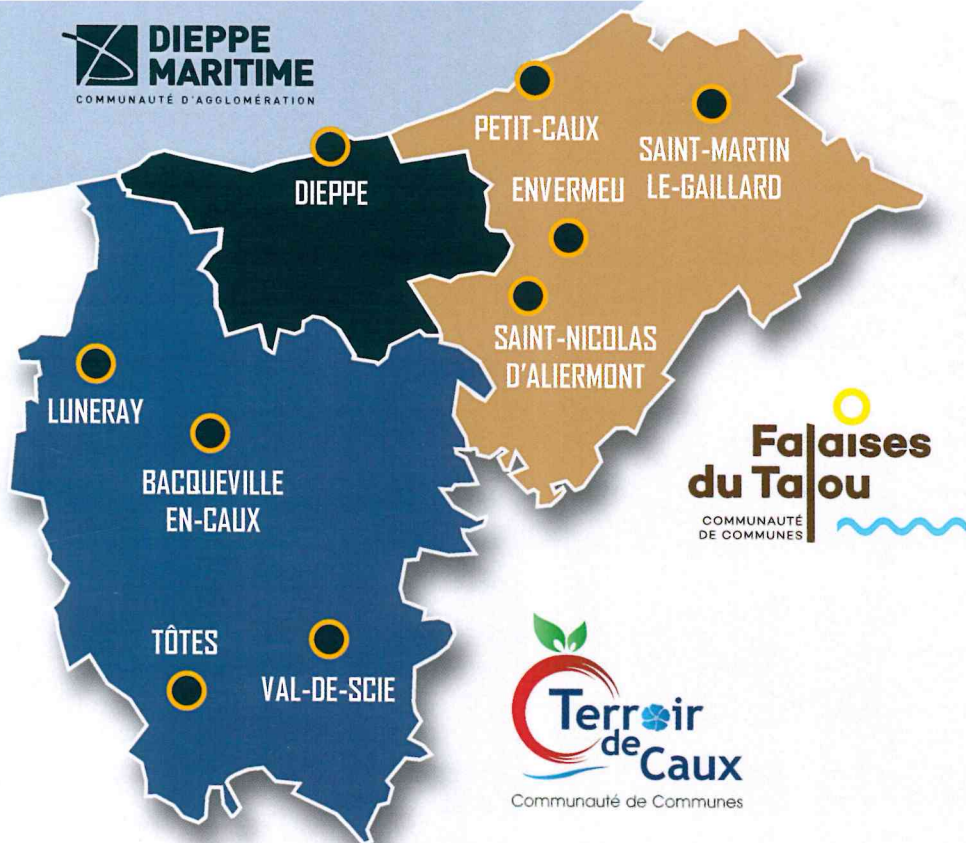 DIEPPE
MARITIME
COMMUNAUTÉ D'AGGLOMÉRATION
PETIT-CAUX
SAINT-MARTIN
LE-GAILLARD
DIEPPE
ENVERMEU
SAINT-NICOLAS
D'ALIERMONT
LUNERAY
BACQUEVILLE
EN-CAUX
Falaises
du Talou
COMMUNAUTÉ
DE COMMUNES
TÔTES
VAL-DE-SCIE
Terroir
de
Caux
Communauté de Communes